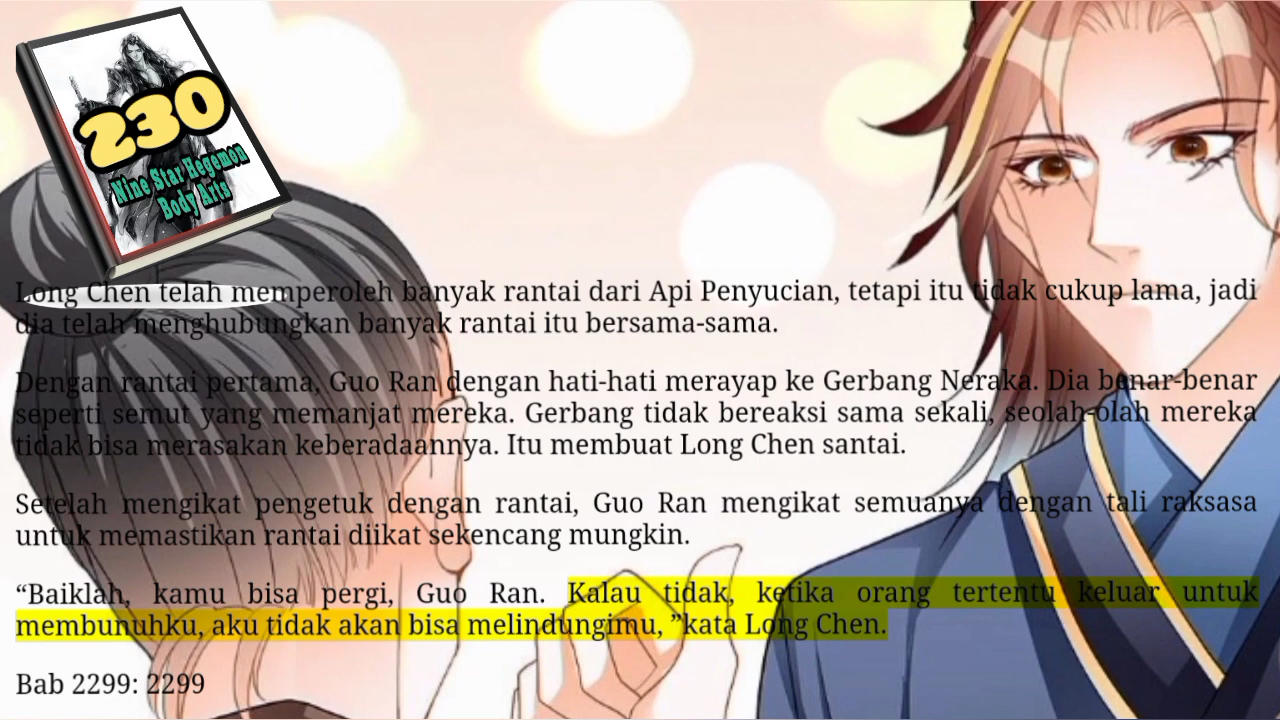 230
Nine Star Hegemon
Body Arts
Long Chen telah memperoleh banyak rantai dari Api Penyucian, tetapi itu tidak cukup lama, jadi
dia telah menghubungkan banyak rantai itu bersama-sama.
Dengan rantai pertama, Guo Ran dengan hati-hati merayap ke Gerbang Neraka. Dia benar-benar
seperti semut yang memanjat mereka. Gerbang tidak bereaksi sama sekali, seolah-olah mereka
tidak bisa merasakan keberadaannya. Itu membuat Long Chen santai.
Setelah mengikat pengetuk dengan rantai, Guo Ran mengikat semuanya dengan tali raksasa
untuk memastikan rantai diikat sekencang mungkin.
“Baiklah, kamu bisa pergi, Guo Ran. Kalau tidak, ketika orang tertentu keluar untuk
membunuhku, aku tidak akan bisa melindungimu, ”kata Long Chen.
Bab 2299: 2299